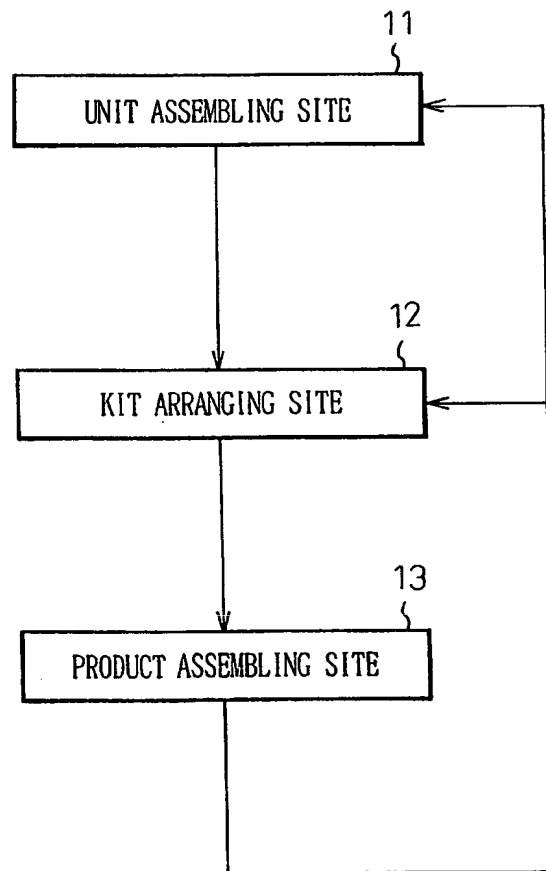 11
UNIT ASSEMBLING SITE
12
KIT ARRANGING SITE
13
PRODUCT ASSEMBLING SITE